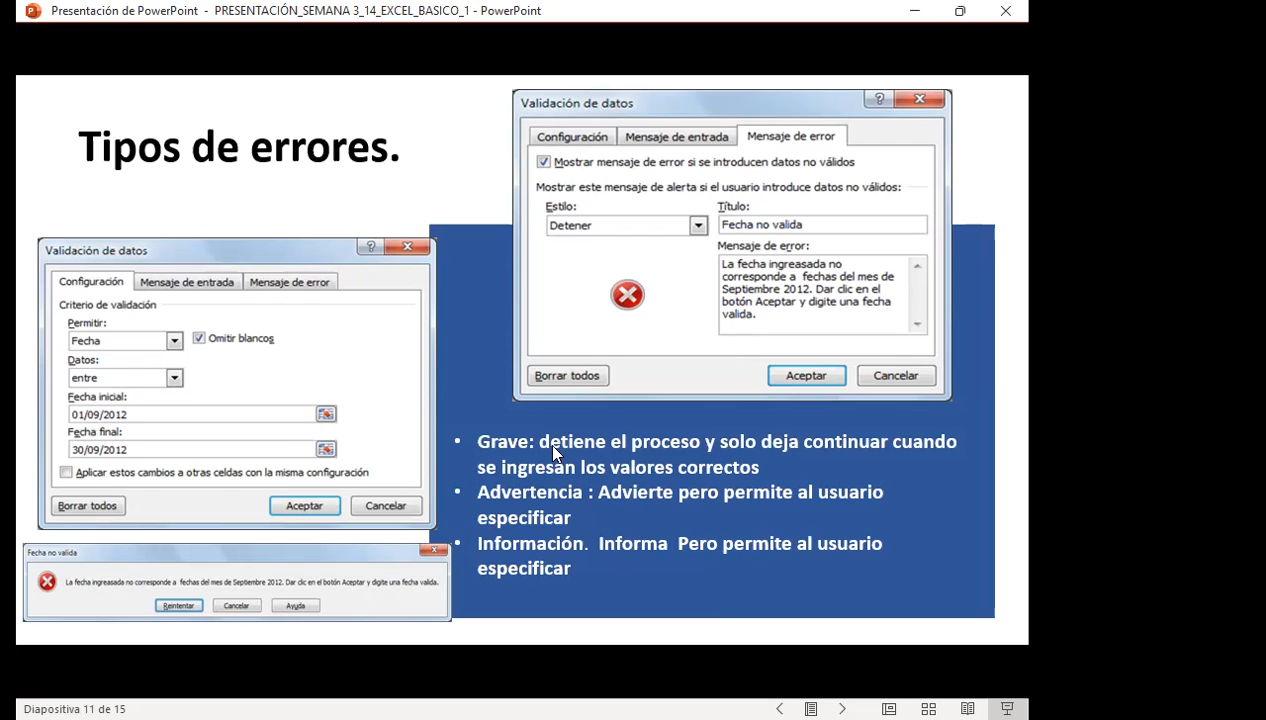 Presentación de PowerPoint - PRESENTACIÓN_SEMANA 3_14_EXCEL_BASICO_1 - PowerPoint
Tipos de errores.
Validación de datos
Configuración Mensaje de entrada Mensaje de error
Mostrar mensaje de error si se introducen datos no válidos
Mostrar este mensaje de alerta si el usuario introduce datos no válidos:
Estilo: Título:
Detener Fecha no valida
Mensaje de error:
La fecha ingreasada no
corresponde a fechas del mes de
Septiembre 2012. Dar clic en el
botón Aceptar y digite una fecha
valida.
Borrar todos Aceptar Cancelar
Validación de datos
Configuración Mensaje de entrada Mensaje de error
Criterio de validación
Permitir:
Fecha Omitir blancos
Datos:
entre
Fecha inicial:
01/09/2012
Fecha final:
30/09/2012
Aplicar estos cambios a otras celdas con la misma configuración
Borrar todos Aceptar Cancelar
Fecha no valida
La fecha ingreasada no corresponde a fechas del mes de Septiembre 2012. Dar clic en el botón Aceptar y digite una fecha valida.
Reintentar Cancelar Ayuda
• Grave: detiene el proceso y solo deja continuar cuando
se ingresan los valores correctos
• Advertencia : Advierte pero permite al usuario
especificar
• Información. Informa Pero permite al usuario
especificar
Diapositiva 11 de 15